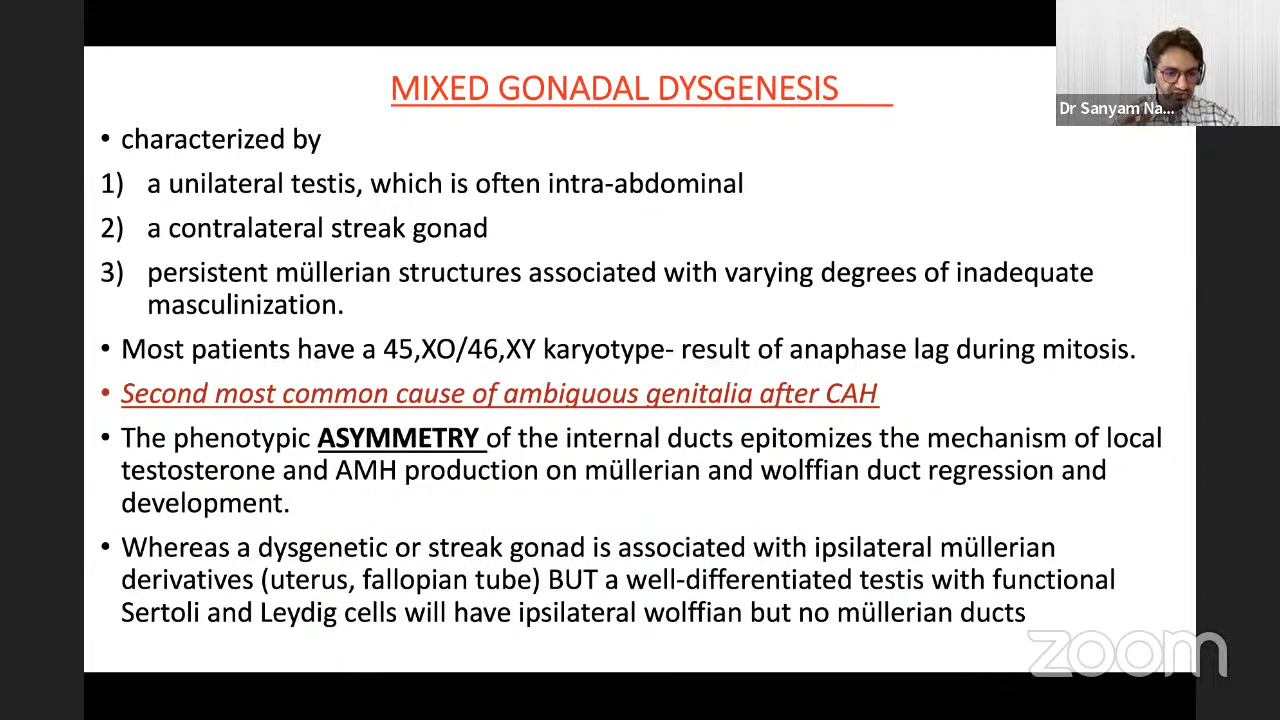 MIXED GONADAL DYSGENESIS
• characterized by
1) a unilateral testis, which is often intra-abdominal
2) a contralateral streak gonad
3) persistent müllerian structures associated with varying degrees of inadequate
masculinization.
• Most patients have a 45,XO/46,XY karyotype- result of anaphase lag during mitosis.
• Second most common cause of ambiguous genitalia after CAH
• The phenotypic ASYMMETRY of the internal ducts epitomizes the mechanism of local
testosterone and AMH production on müllerian and wolffian duct regression and
development.
• Whereas a dysgenetic or streak gonad is associated with ipsilateral müllerian
derivatives (uterus, fallopian tube) BUT a well-differentiated testis with functional
Sertoli and Leydig cells will have ipsilateral wolffian but no müllerian ducts
Dr Sanyam Na...
zoom